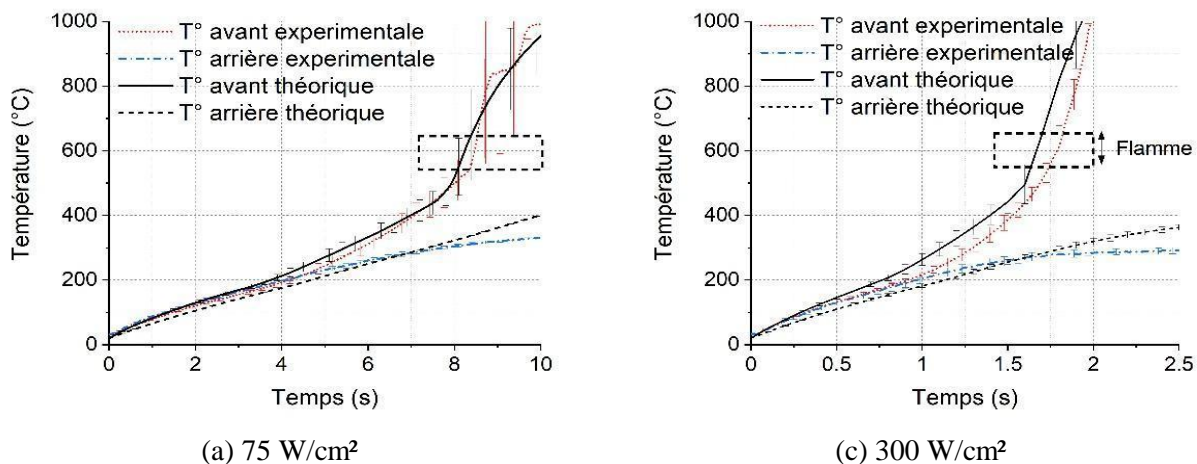 1000
800
600
400
200
0
Température (°C)
T° avant experimentale
T° arrière experimentale
T° avant théorique
T° arrière théorique
0 2 4 6 8 10
Temps (s)
(a) 75 W/cm²
1000
800
600
400
200
0
Température (°C)
T° avant experimentale
T° arrière experimentale
T° avant théorique
T° arrière théorique
Flamme
0 0.5 1 1.5 2 2.5
Temps (s)
(c) 300 W/cm²